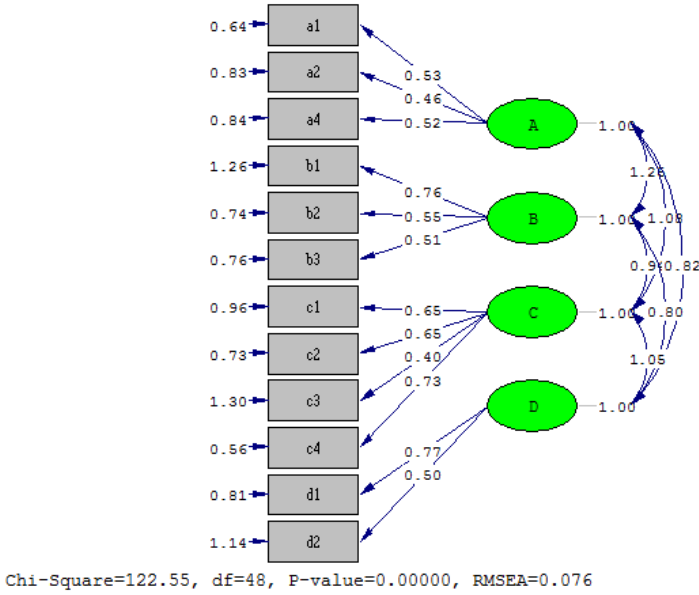 0.64 a1
0.53
0.83 a2
0.46
0.84 a4
0.52
A
1.00
1.26 b1
0.76
0.74 b2
0.55
B
1.00
1.08
0.76 b3
0.51
0.82
0.96 c1
0.65
C
1.00
0.80
0.73 c2
0.65
1.05
1.30 c3
0.40
D
1.00
0.56 c4
0.73
0.81 d1
0.77
1.14 d2
0.50
Chi-Square=122.55, df=48, P-value=0.00000, RMSEA=0.076